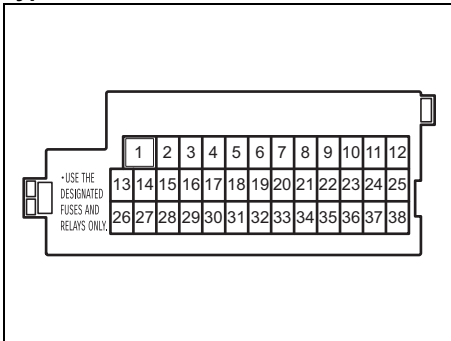 1 2 3 4 5 6 7 8 9 10 11 12
•USE THE
DESIGNATED
FUSES AND
RELAYS ONLY.
13 14 15 16 17 18 19 20 21 22 23 24 25
26 27 28 29 30 31 32 33 34 35 36 37 38